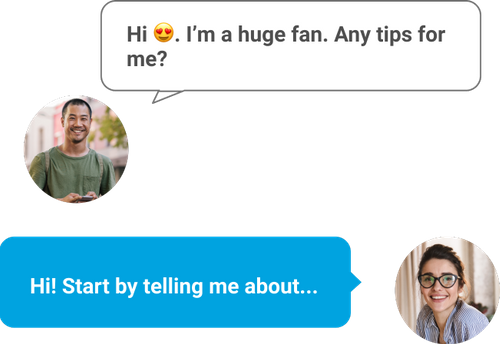 Hi 😍. I’m a huge fan. Any tips for
me?
Hi! Start by telling me about...